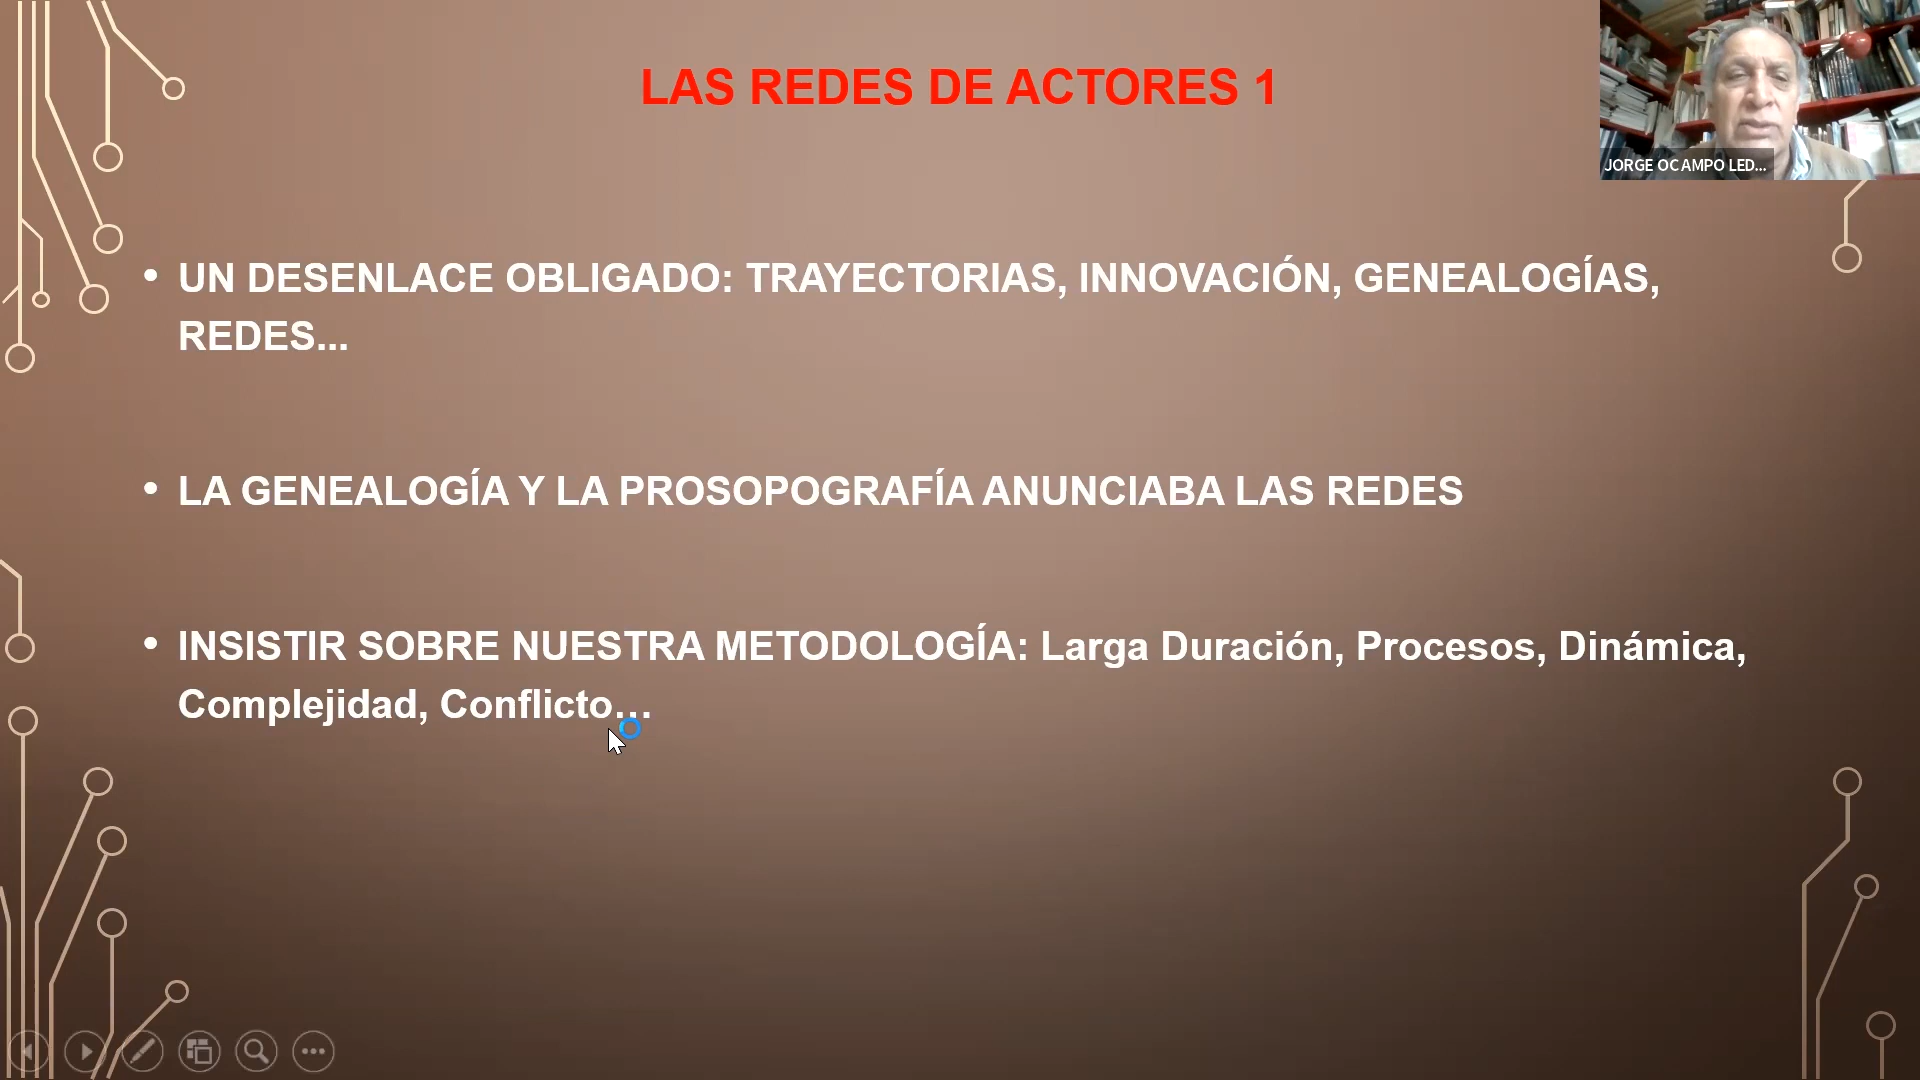 LAS REDES DE ACTORES 1
JORGE OCAMPO LED...
• UN DESENLACE OBLIGADO: TRAYECTORIAS, INNOVACIÓN, GENEALOGÍAS,
REDES...
• LA GENEALOGÍA Y LA PROSOPOGRAFÍA ANUNCIABA LAS REDES
• INSISTIR SOBRE NUESTRA METODOLOGÍA: Larga Duración, Procesos, Dinámica,
Complejidad, Conflicto…